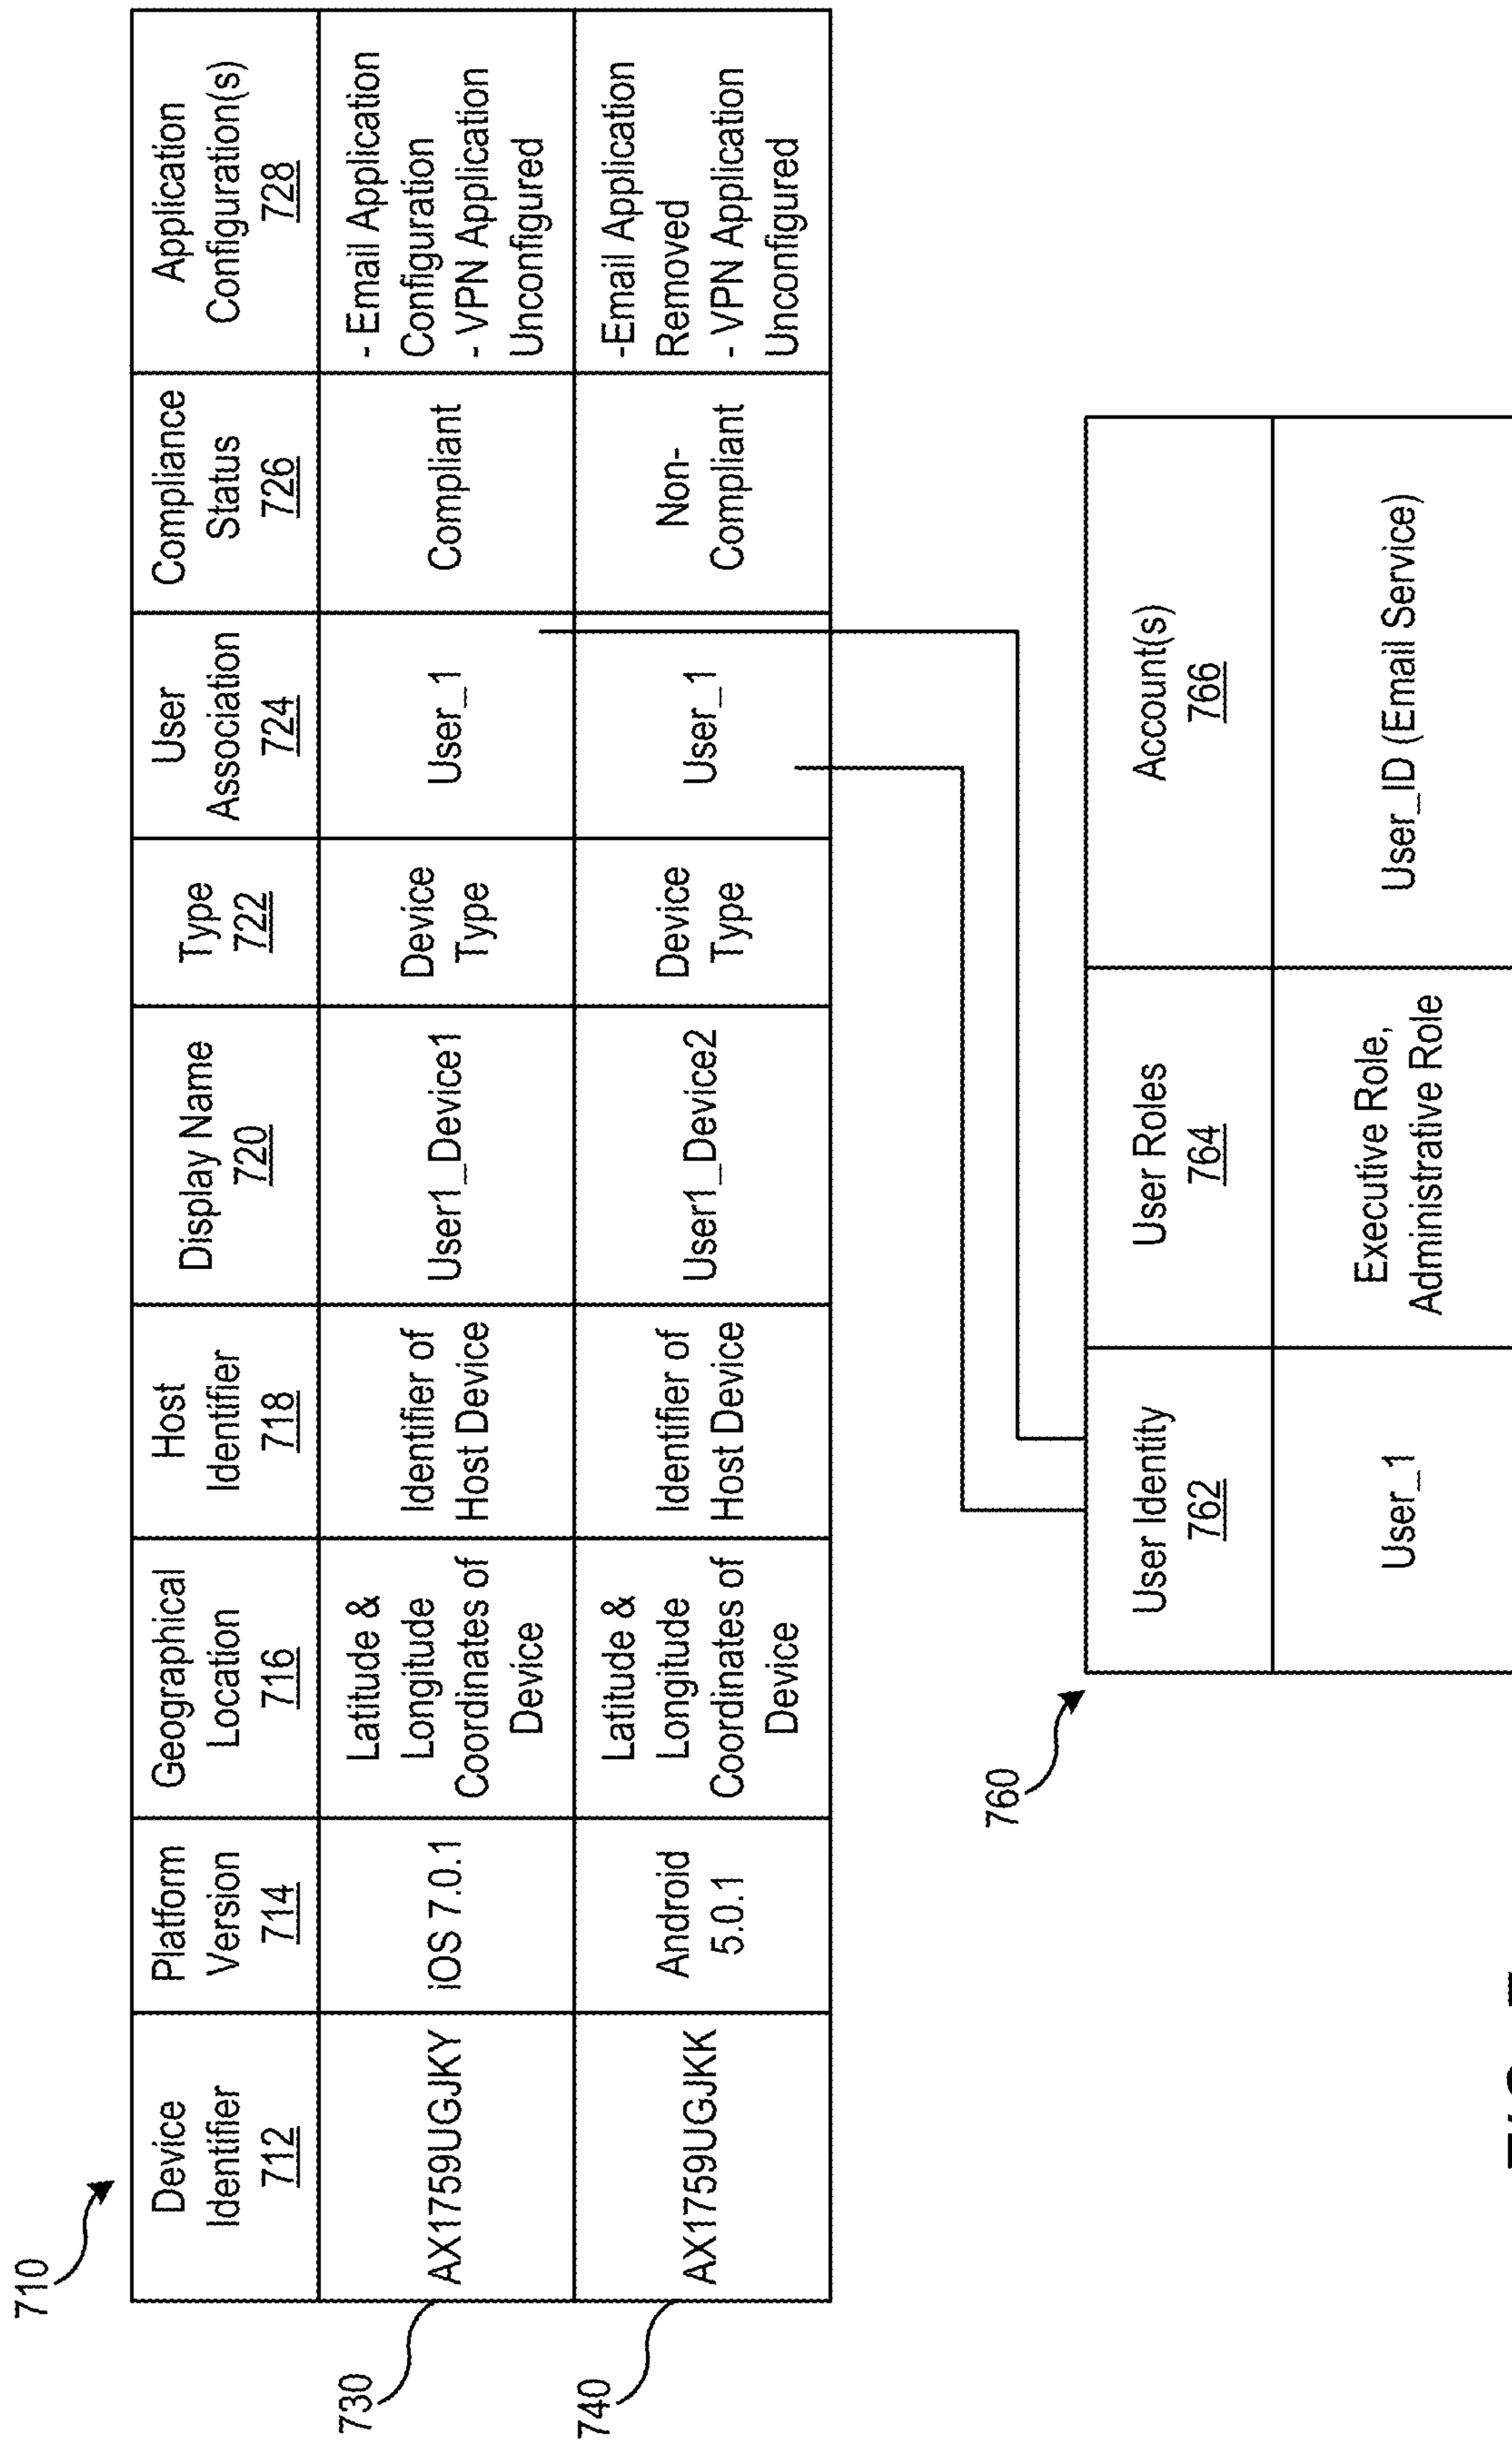 710
Device
Identifier
712
Platform
Version
714
Geographical
Location
716
Host
Identifier
718
Display Name
720
Type
722
User
Association
724
Compliance
Status
726
Application
Configuration(s)
728
730
AX1759UGJKY
iOS 7.0.1
Latitude &
Longitude
Coordinates of
Device
Identifier of
Host Device
User1_Device1
Device
Type
User_1
Compliant
- Email Application
Configuration
- VPN Application
Unconfigured
740
AX1759UGJKK
Android
5.0.1
Latitude &
Longitude
Coordinates of
Device
Identifier of
Host Device
User1_Device2
Device
Type
User_1
Non-
Compliant
-Email Application
Removed
- VPN Application
Unconfigured
760
User Identity
762
User Roles
764
Account(s)
766
User_1
Executive Role,
Administrative Role
User_ID (Email Service)